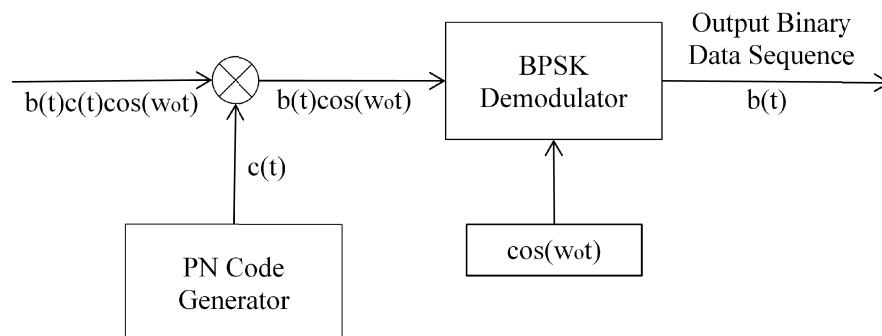 Output Binary
Data Sequence
BPSK
Demodulator
b(t)c(t)cos(w₀t)
b(t)cos(w₀t)
b(t)
c(t)
PN Code
Generator
cos(w₀t)